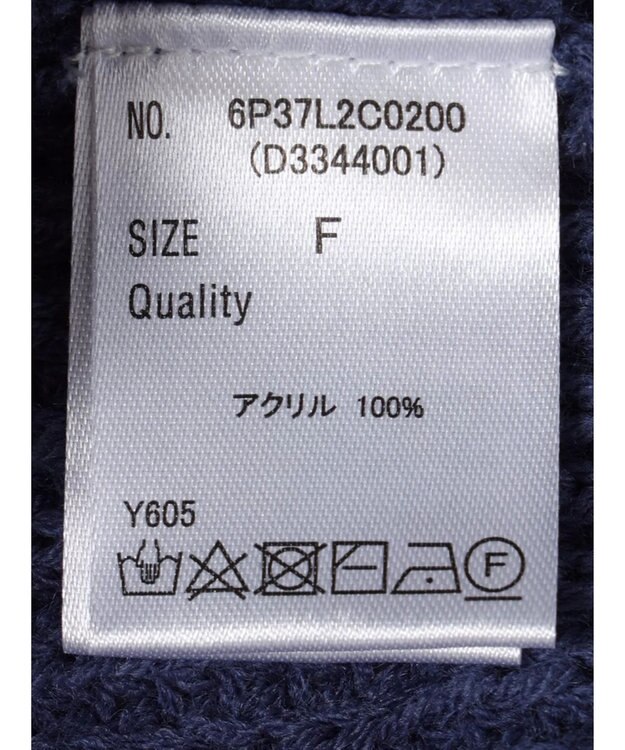 NO. 6P37L2C0200
(D3344001)
SIZE F
Quality
アクリル 100%
Y605
F